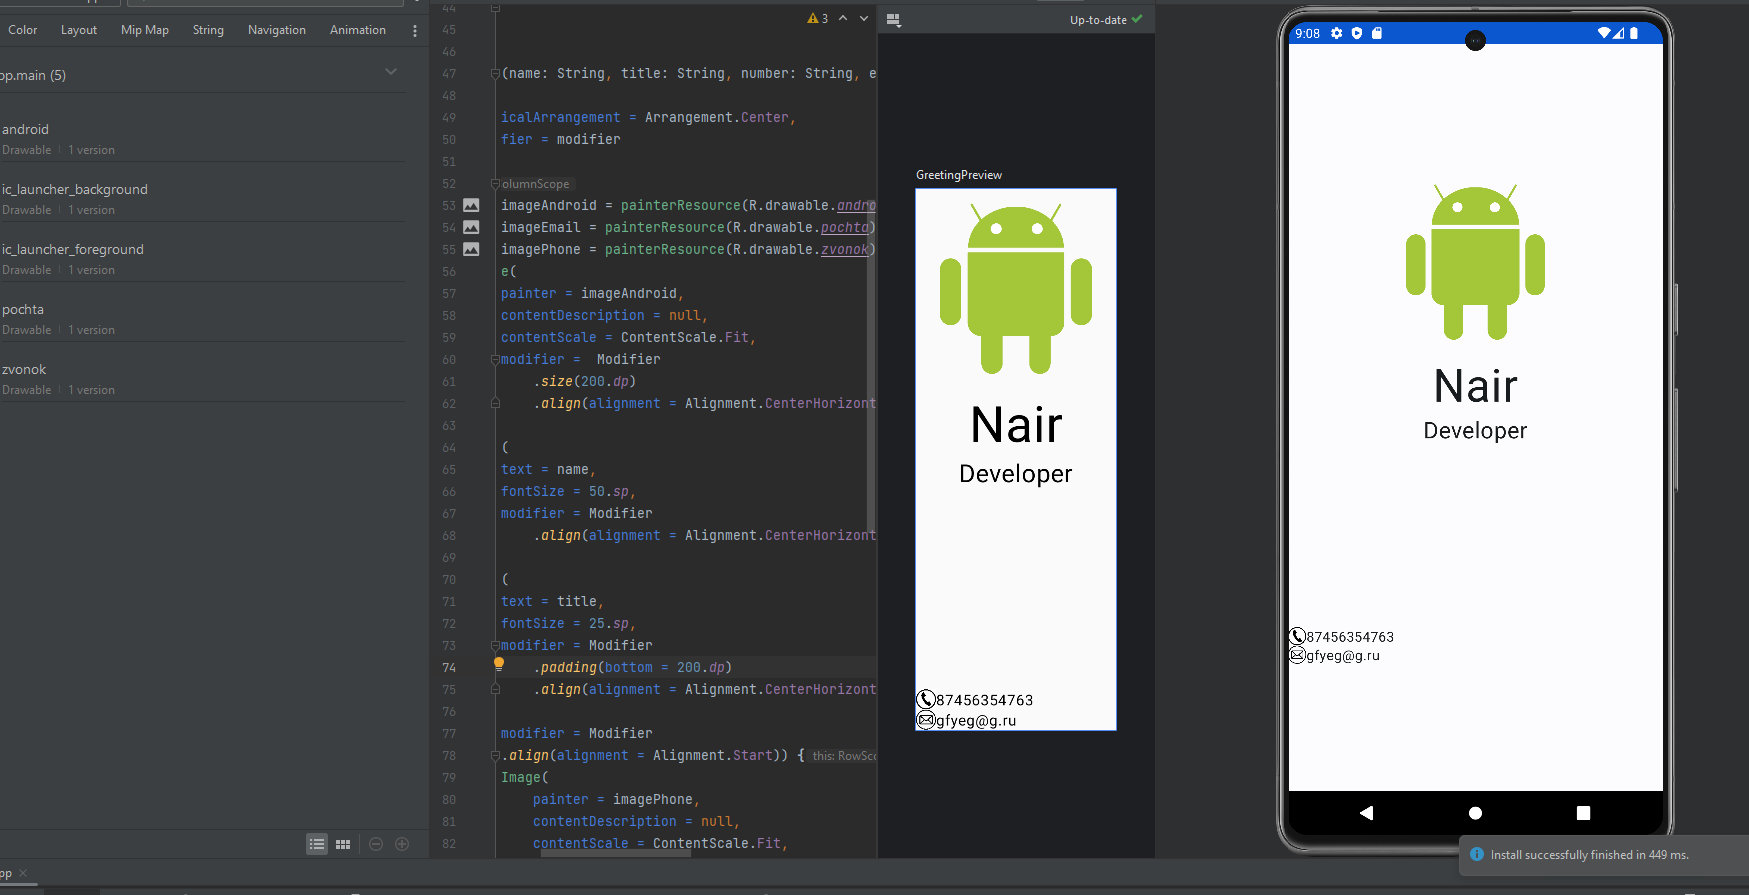 Color Layout Mip Map String Navigation Animation
pp.main (5)
android
Drawable | 1 version
ic_launcher_background
Drawable | 1 version
ic_launcher_foreground
Drawable | 1 version
pochta
Drawable | 1 version
zvonok
Drawable | 1 version
pp
3
44
45
46
47 (name: String, title: String, number: String, e
48
49 icalArrangement = Arrangement.Center,
50 fier = modifier
51
52 olumnScope
53 imageAndroid = painterResource(R.drawable.andro
54 imageEmail = painterResource(R.drawable.pochta)
55 imagePhone = painterResource(R.drawable.zvonok)
56 e(
57 painter = imageAndroid,
58 contentDescription = null,
59 contentScale = ContentScale.Fit,
60 modifier =  Modifier
61 .size(200.dp)
62 .align(alignment = Alignment.CenterHorizont
63
64 (
65 text = name,
66 fontSize = 50.sp,
67 modifier = Modifier
68 .align(alignment = Alignment.CenterHorizont
69
70 (
71 text = title,
72 fontSize = 25.sp,
73 modifier = Modifier
74 .padding(bottom = 200.dp)
75 .align(alignment = Alignment.CenterHorizont
76
77 modifier = Modifier
78 .align(alignment = Alignment.Start)) { this: RowSco
79 Image(
80 painter = imagePhone,
81 contentDescription = null,
82 contentScale = ContentScale.Fit,
Up-to-date
GreetingPreview
Nair
Developer
87456354763
gfyeg@g.ru
9:08
Nair
Developer
87456354763
gfyeg@g.ru
Install successfully finished in 449 ms.